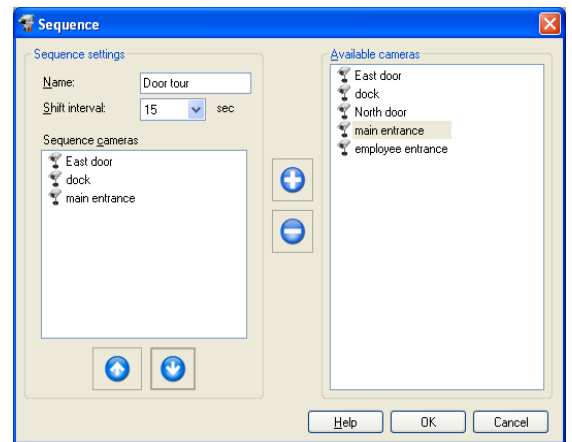 Sequence
Sequence settings
Name: Door tour
Shift interval: 15 sec
Sequence cameras
East door
dock
main entrance
Available cameras
East door
dock
North door
main entrance
employee entrance
Help OK Cancel